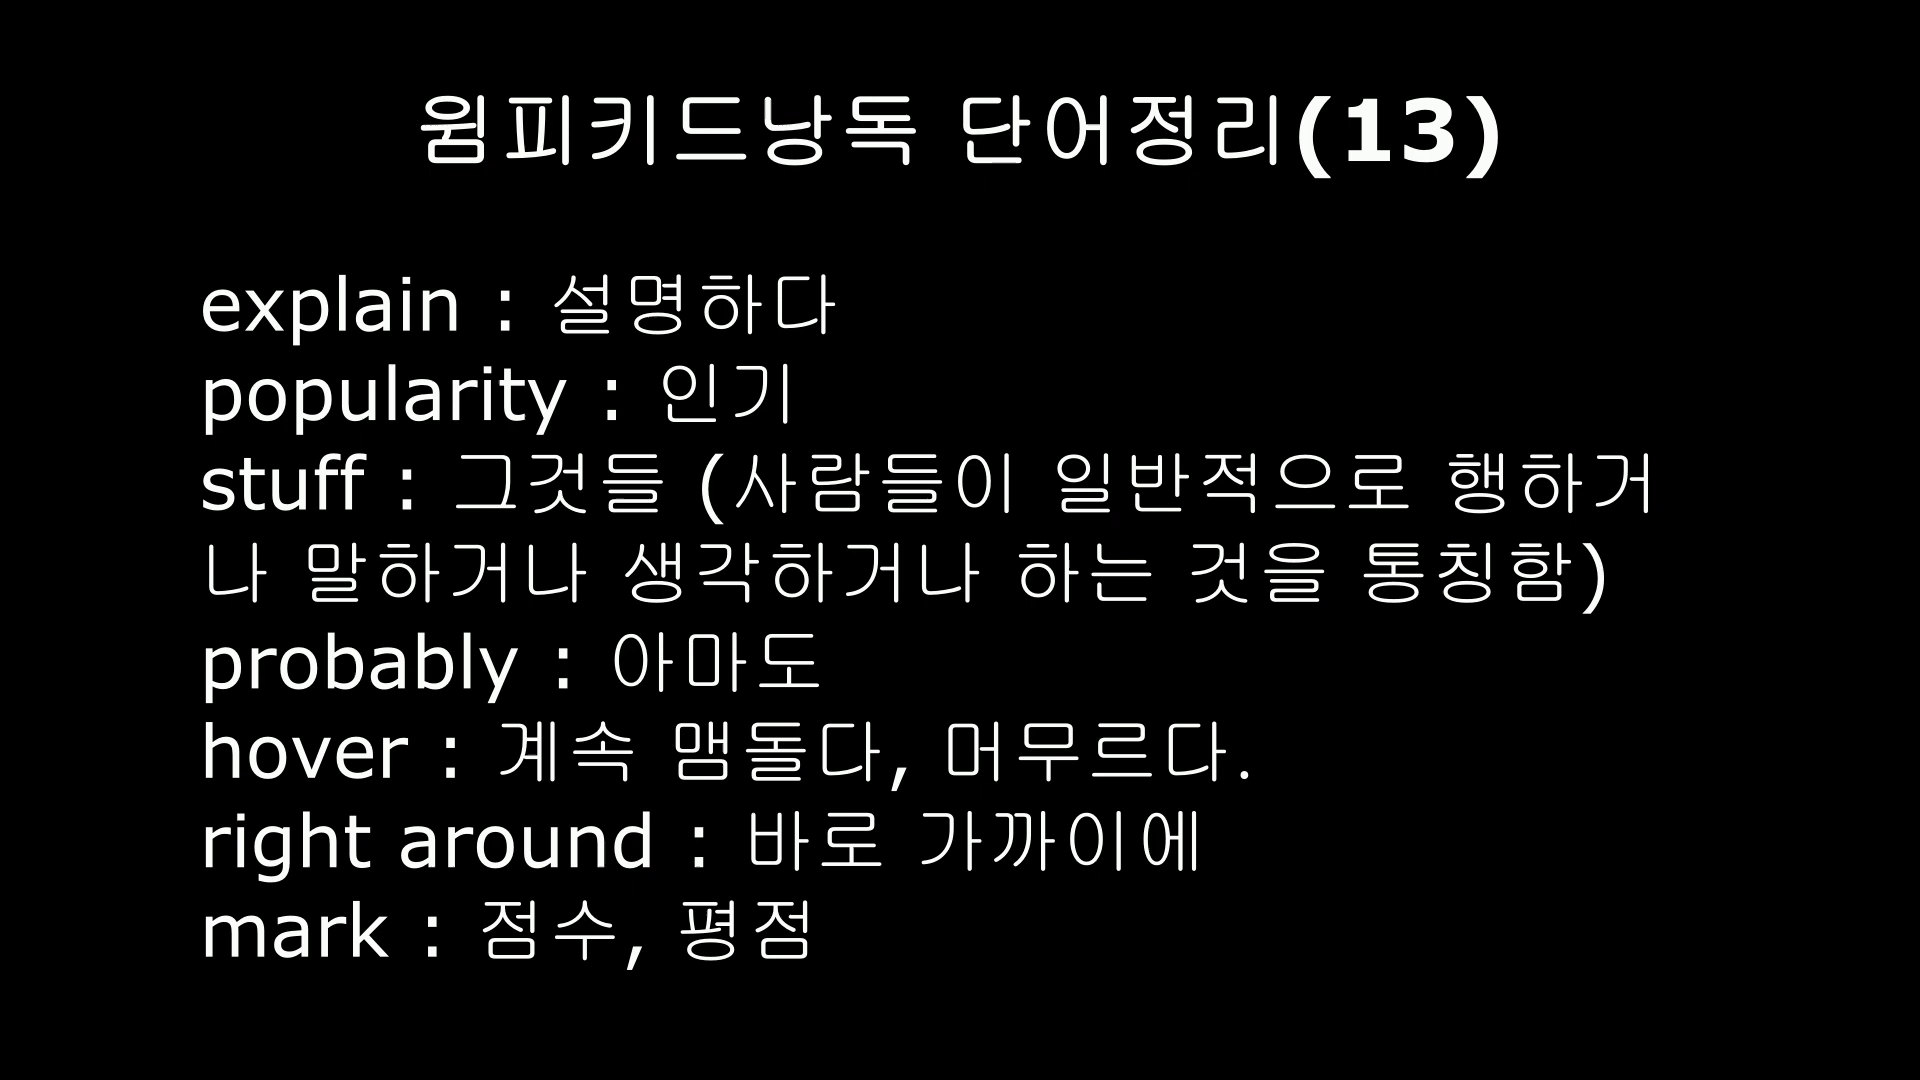 윔피키드낭독 단어정리(13)
explain : 설명하다
popularity : 인기
stuff : 그것들 (사람들이 일반적으로 행하거
나 말하거나 생각하거나 하는 것을 통칭함)
probably : 아마도
hover : 계속 맴돌다, 머무르다.
right around : 바로 가까이에
mark : 점수, 평점